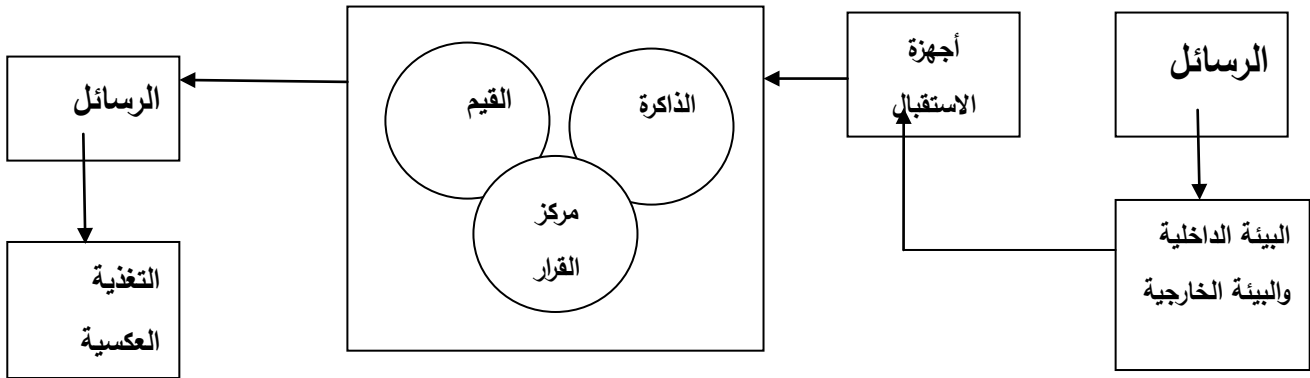 الرسائل
البيئة الداخلية
والبيئة الخارجية
أجهزة
الاستقبال
الذاكرة
القيم
مركز
القرار
الرسائل
التغذية
العكسية